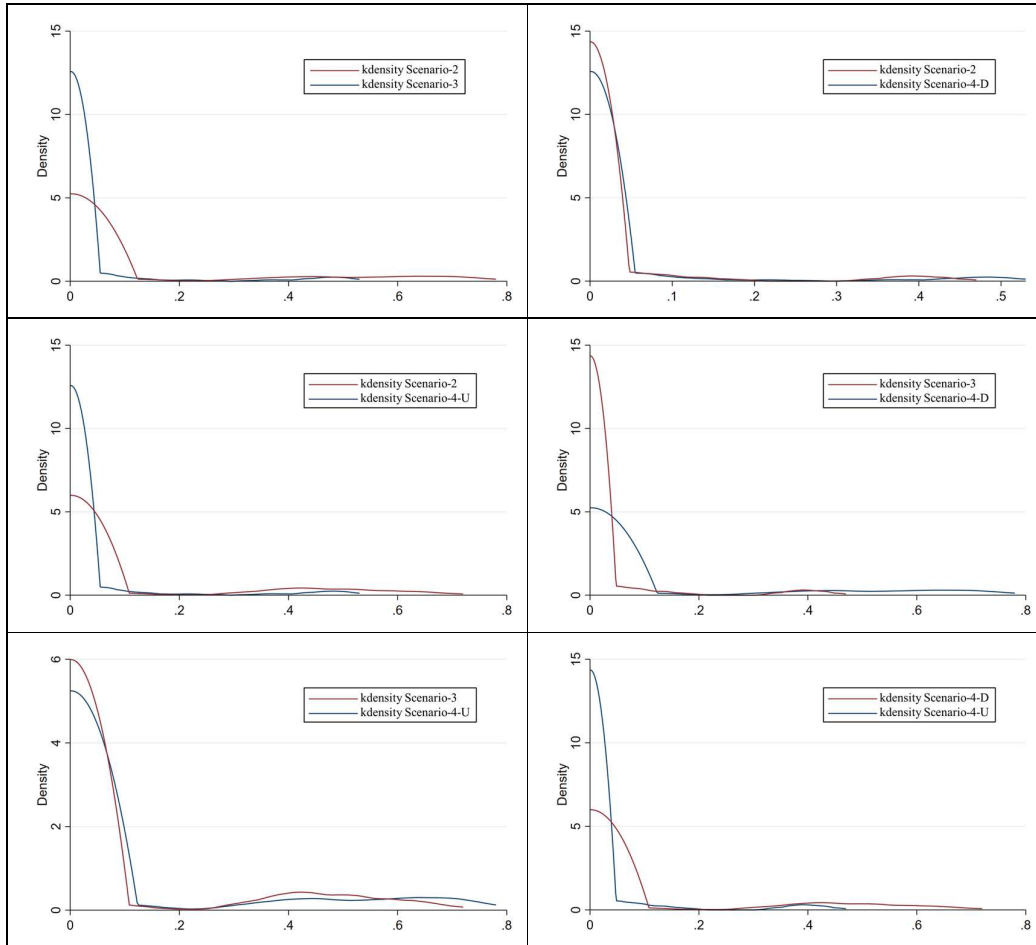 15
kdensity Scenario-2
kdensity Scenario-3
10
Density
5
0
0 .2 .4 .6 .8
15
kdensity Scenario-2
kdensity Scenario-4-D
10
Density
5
0
0 .1 .2 .3 .4 .5
15
kdensity Scenario-2
kdensity Scenario-4-U
10
Density
5
0
0 .2 .4 .6 .8
15
kdensity Scenario-3
kdensity Scenario-4-D
10
Density
5
0
0 .2 .4 .6 .8
6
kdensity Scenario-3
kdensity Scenario-4-U
4
Density
2
0
0 .2 .4 .6 .8
15
kdensity Scenario-4-D
kdensity Scenario-4-U
10
Density
5
0
0 .2 .4 .6 .8